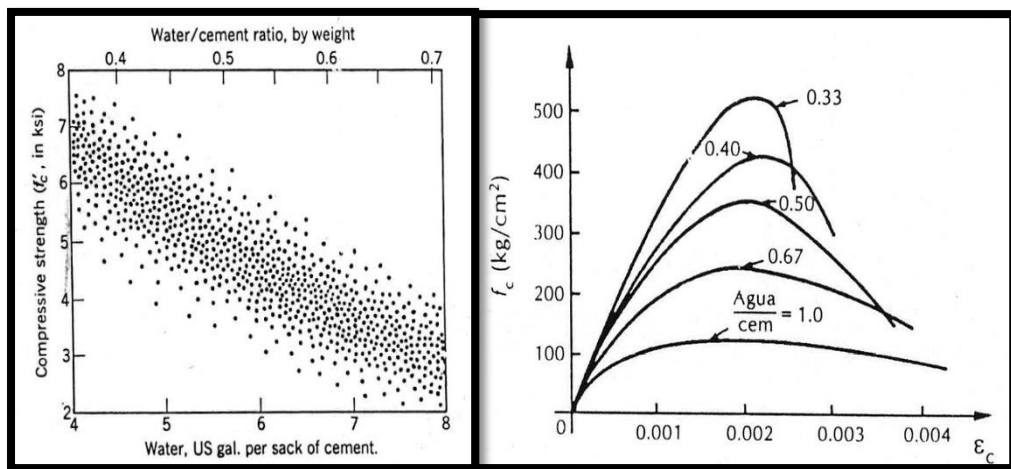 Water/cement ratio, by weight
0.4 0.5 0.6 0.7
8
7
6
5
4
3
2
Compressive strength (f′c, in ksi)
4 5 6 7 8
Water, US gal. per sack of cement.
fc (kg/cm²)
500
400
300
200
100
0
0.33
0.40
0.50
0.67
Agua
cem = 1.0
0.001 0.002 0.003 0.004
εc